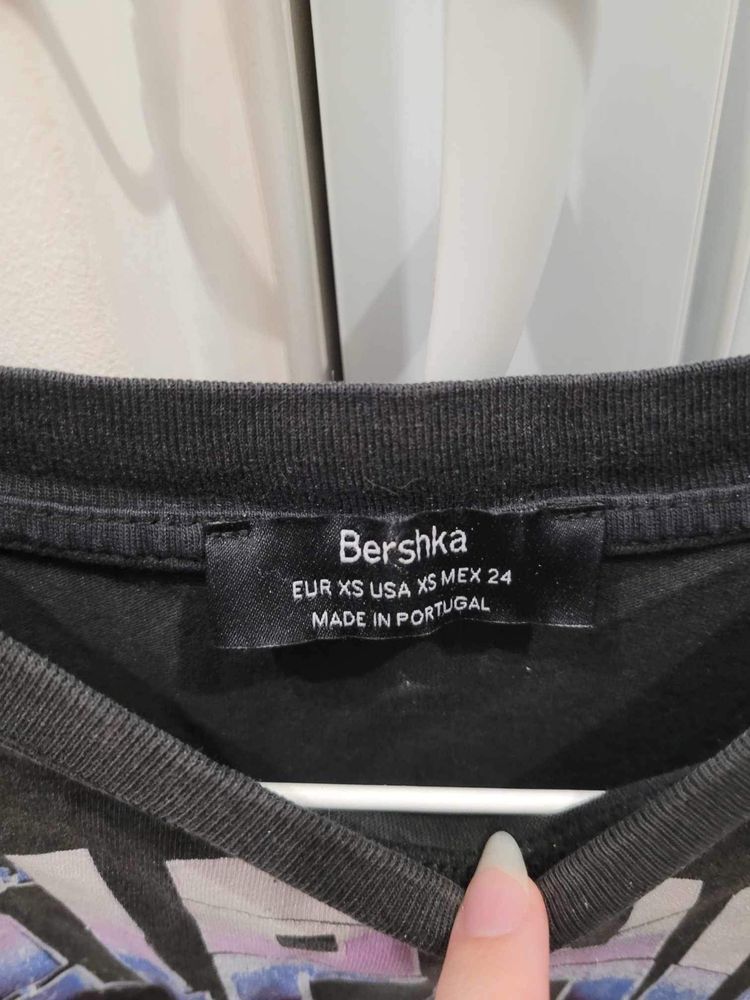 Bershka
EUR XS USA XS MEX 24
MADE IN PORTUGAL